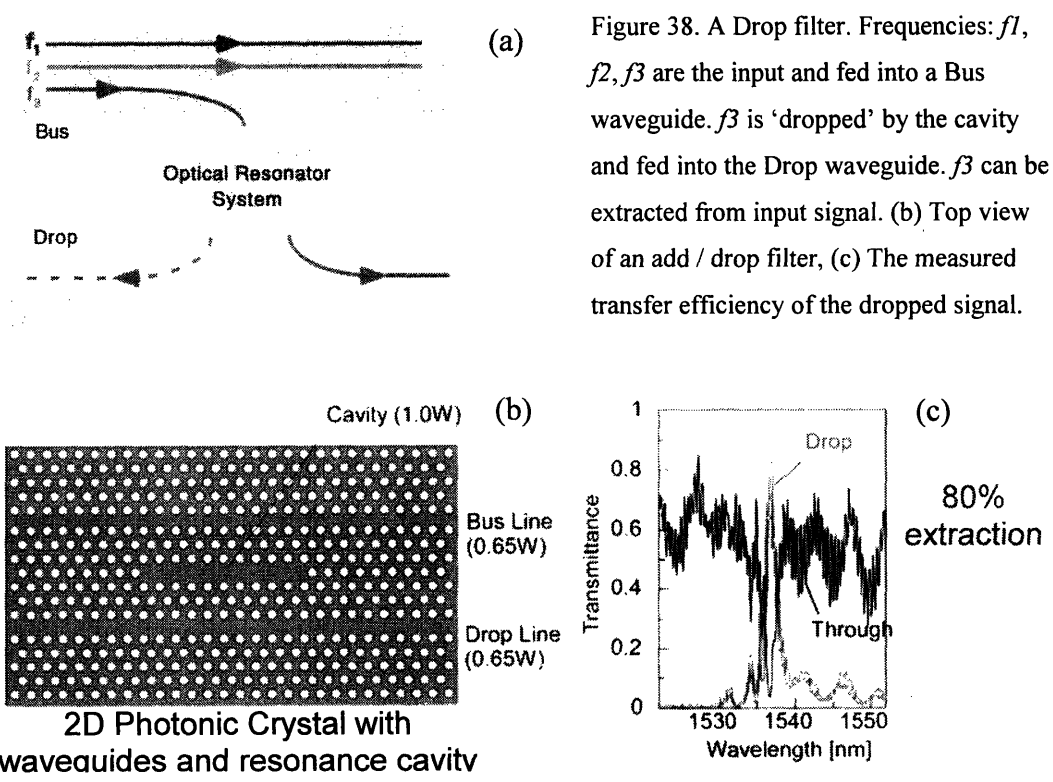 f1
f2
f3
Bus
Optical Resonator
System
Drop
(a)
Figure 38. A Drop filter. Frequencies: f1,
f2, f3 are the input and fed into a Bus
waveguide. f3 is ‘dropped’ by the cavity
and fed into the Drop waveguide. f3 can be
extracted from input signal. (b) Top view
of an add / drop filter, (c) The measured
transfer efficiency of the dropped signal.
Cavity (1.0W)
(b)
Bus Line
(0.65W)
Drop Line
(0.65W)
2D Photonic Crystal with
waveguides and resonance cavity
(c)
1
0.8
0.6
0.4
0.2
0
Transmittance
Drop
Through
1530
1540
1550
Wavelength [nm]
80%
extraction